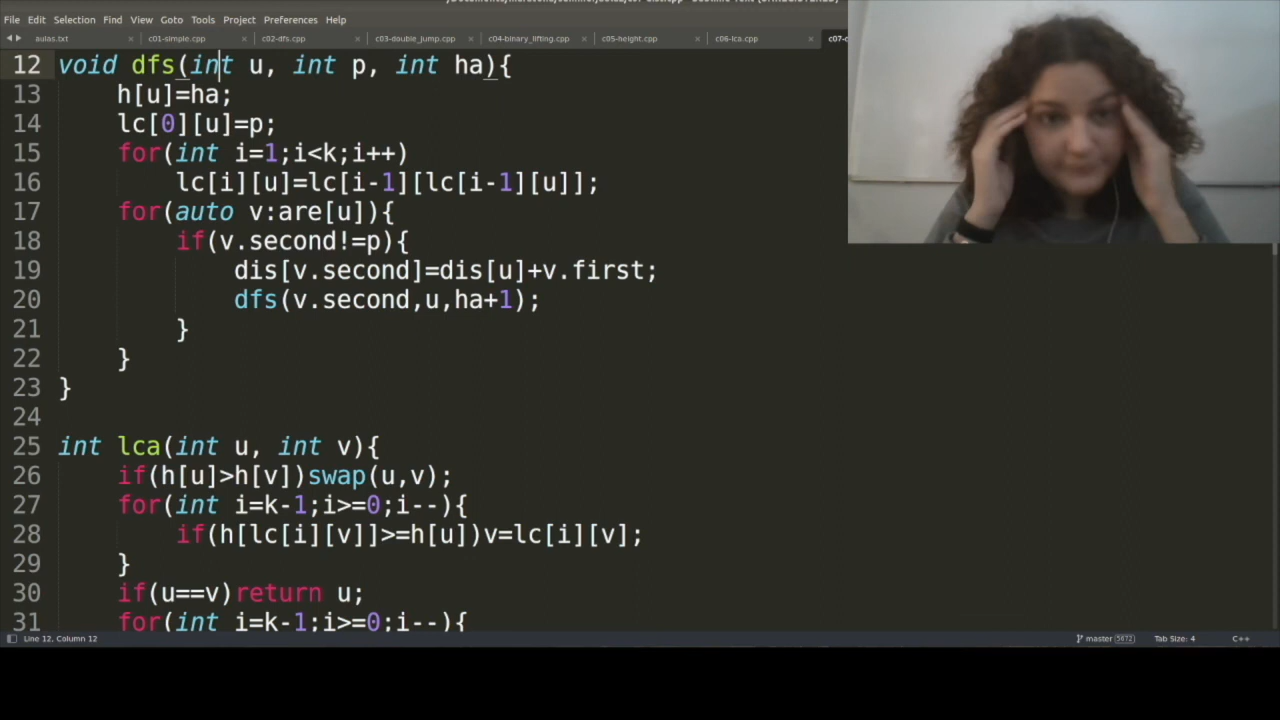 File Edit Selection Find View Goto Tools Project Preferences Help
aulas.txt × c01-simple.cpp × c02-dfs.cpp × c03-double_jump.cpp × c04-binary_lifting.cpp × c05-height.cpp × c06-lca.cpp ×
12 void dfs(int u, int p, int ha){
13 h[u]=ha;
14 lc[0][u]=p;
15 for(int i=1;i<k;i++)
16 lc[i][u]=lc[i-1][lc[i-1][u]];
17 for(auto v:are[u]){
18 if(v.second!=p){
19 dis[v.second]=dis[u]+v.first;
20 dfs(v.second,u,ha+1);
21 }
22 }
23 }
24
25 int lca(int u, int v){
26 if(h[u]>h[v])swap(u,v);
27 for(int i=k-1;i>=0;i--){
28 if(h[lc[i][v]]>=h[u])v=lc[i][v];
29 }
30 if(u==v)return u;
31 for(int i=k-1;i>=0;i--){
Line 12, Column 12 master 5672 Tab Size: 4 C++